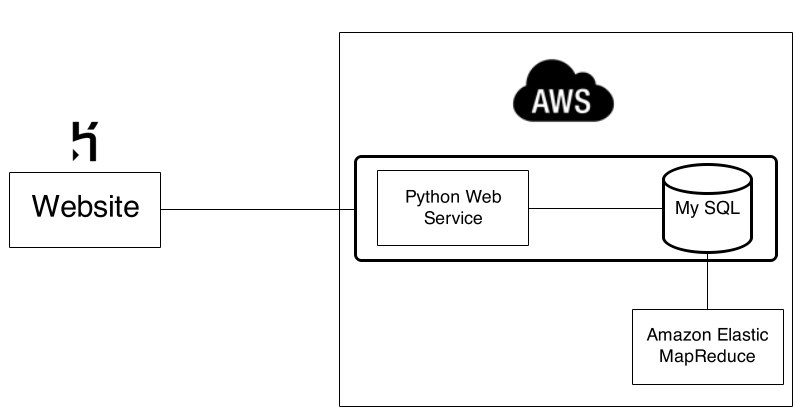 AWS
Website
Python Web
Service
My SQL
Amazon Elastic
MapReduce